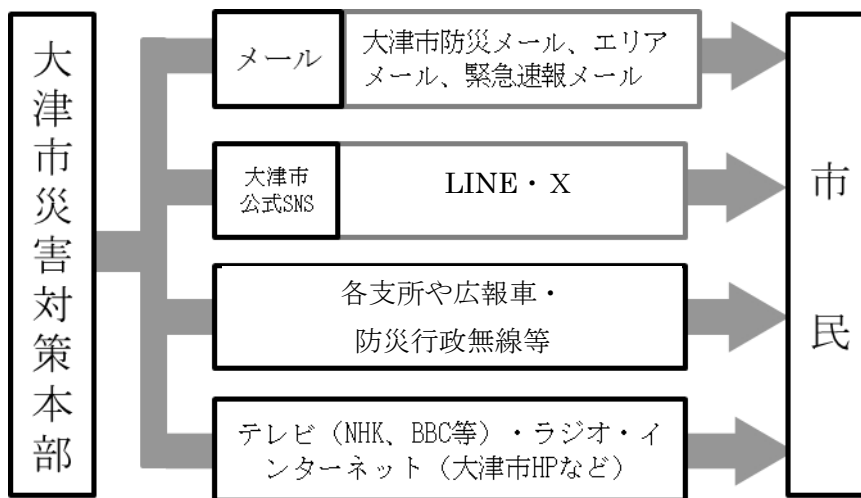 大津市災害対策本部
メール
大津市防災メール、エリア
メール、緊急速報メール
大津市
公式SNS
LINE・X
各支所や広報車・
防災行政無線等
テレビ（NHK、BBC等）・ラジオ・イ
ンターネット（大津市HPなど）
市民